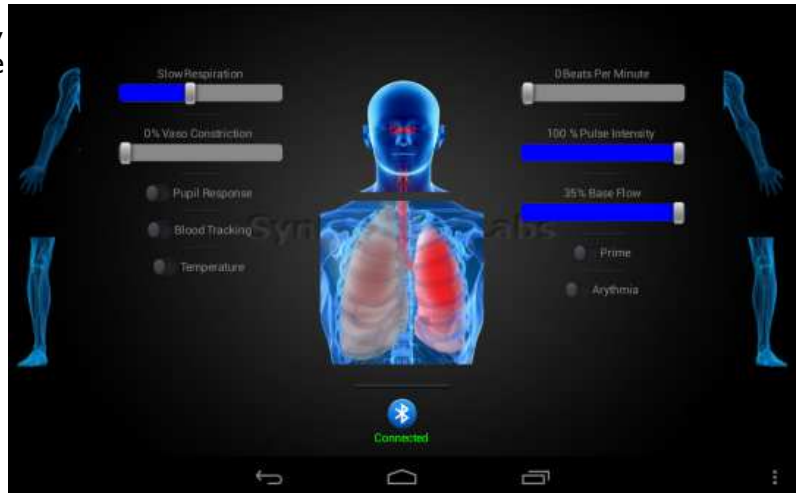 Slow Respiration
0% Vaso Constriction
Pupil Response
Blood Tracking
Temperature
0 Beats Per Minute
100 % Pulse Intensity
35% Base Flow
Prime
Arythmia
Connected